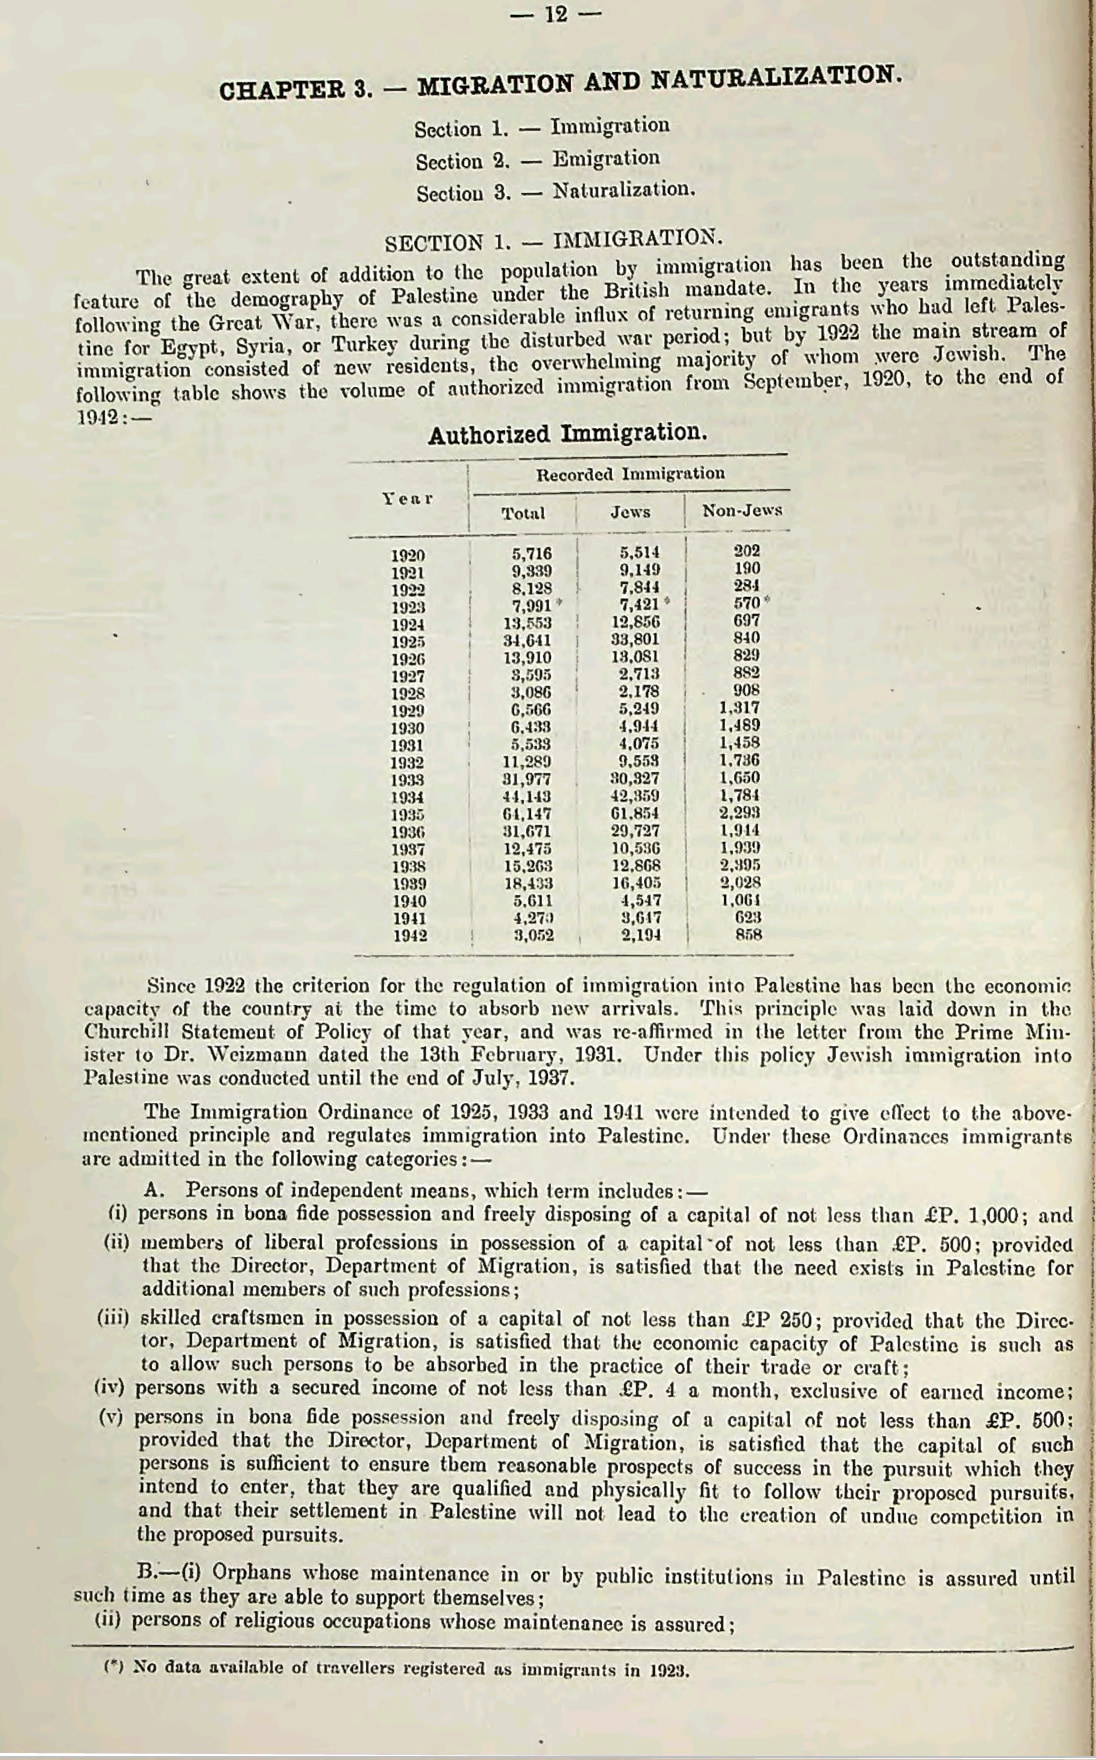 — 12 —
CHAPTER 3. — MIGRATION AND NATURALIZATION.
Section 1. — Immigration
Section 2. — Emigration
Section 3. — Naturalization.
SECTION 1. — IMMIGRATION.
The great extent of addition to the population by immigration has been the outstanding
feature of the demography of Palestine under the British mandate. In the years immediately
following the Great War, there was a considerable influx of returning emigrants who had left Pales-
tine for Egypt, Syria, or Turkey during the disturbed war period; but by 1922 the main stream of
immigration consisted of new residents, the overwhelming majority of whom were Jewish. The
following table shows the volume of authorized immigration from September, 1920, to the end of
1942:—
Authorized Immigration.
Year Recorded Immigration
Total Jews Non-Jews
1920 5,716 5,514 202
1921 9,339 9,149 190
1922 8,128 7,844 284
1923 7,991* 7,421* 570*
1924 13,553 12,856 697
1925 34,641 33,801 840
1926 13,910 13,081 829
1927 3,595 2,713 882
1928 3,086 2,178 908
1929 6,566 5,249 1,317
1930 6,433 4,944 1,489
1931 5,533 4,075 1,458
1932 11,289 9,553 1,736
1933 31,977 30,327 1,650
1934 44,143 42,359 1,784
1935 64,147 61,854 2,293
1936 31,671 29,727 1,944
1937 12,475 10,536 1,939
1938 15,263 12,868 2,395
1939 18,433 16,405 2,028
1940 5,611 4,547 1,064
1941 4,270 3,647 623
1942 3,052 2,194 858
Since 1922 the criterion for the regulation of immigration into Palestine has been the economic
capacity of the country at the time to absorb new arrivals. This principle was laid down in the
Churchill Statement of Policy of that year, and was re-affirmed in the letter from the Prime Min-
ister to Dr. Weizmann dated the 13th February, 1931. Under this policy Jewish immigration into
Palestine was conducted until the end of July, 1937.
The Immigration Ordinance of 1925, 1933 and 1941 were intended to give effect to the above-
mentioned principle and regulates immigration into Palestine. Under these Ordinances immigrants
are admitted in the following categories:—
A. Persons of independent means, which term includes:—
(i) persons in bona fide possession and freely disposing of a capital of not less than £P. 1,000; and
(ii) members of liberal professions in possession of a capital of not less than £P. 500; provided
that the Director, Department of Migration, is satisfied that the need exists in Palestine for
additional members of such professions;
(iii) skilled craftsmen in possession of a capital of not less than £P 250; provided that the Direc-
tor, Department of Migration, is satisfied that the economic capacity of Palestine is such as
to allow such persons to be absorbed in the practice of their trade or craft;
(iv) persons with a secured income of not less than £P. 4 a month, exclusive of earned income;
(v) persons in bona fide possession and freely disposing of a capital of not less than £P. 500;
provided that the Director, Department of Migration, is satisfied that the capital of such
persons is sufficient to ensure them reasonable prospects of success in the pursuit which they
intend to enter, that they are qualified and physically fit to follow their proposed pursuits,
and that their settlement in Palestine will not lead to the creation of undue competition in
the proposed pursuits.
B.—(i) Orphans whose maintenance in or by public institutions in Palestine is assured until
such time as they are able to support themselves;
(ii) persons of religious occupations whose maintenance is assured;
(*) No data available of travellers registered as immigrants in 1923.